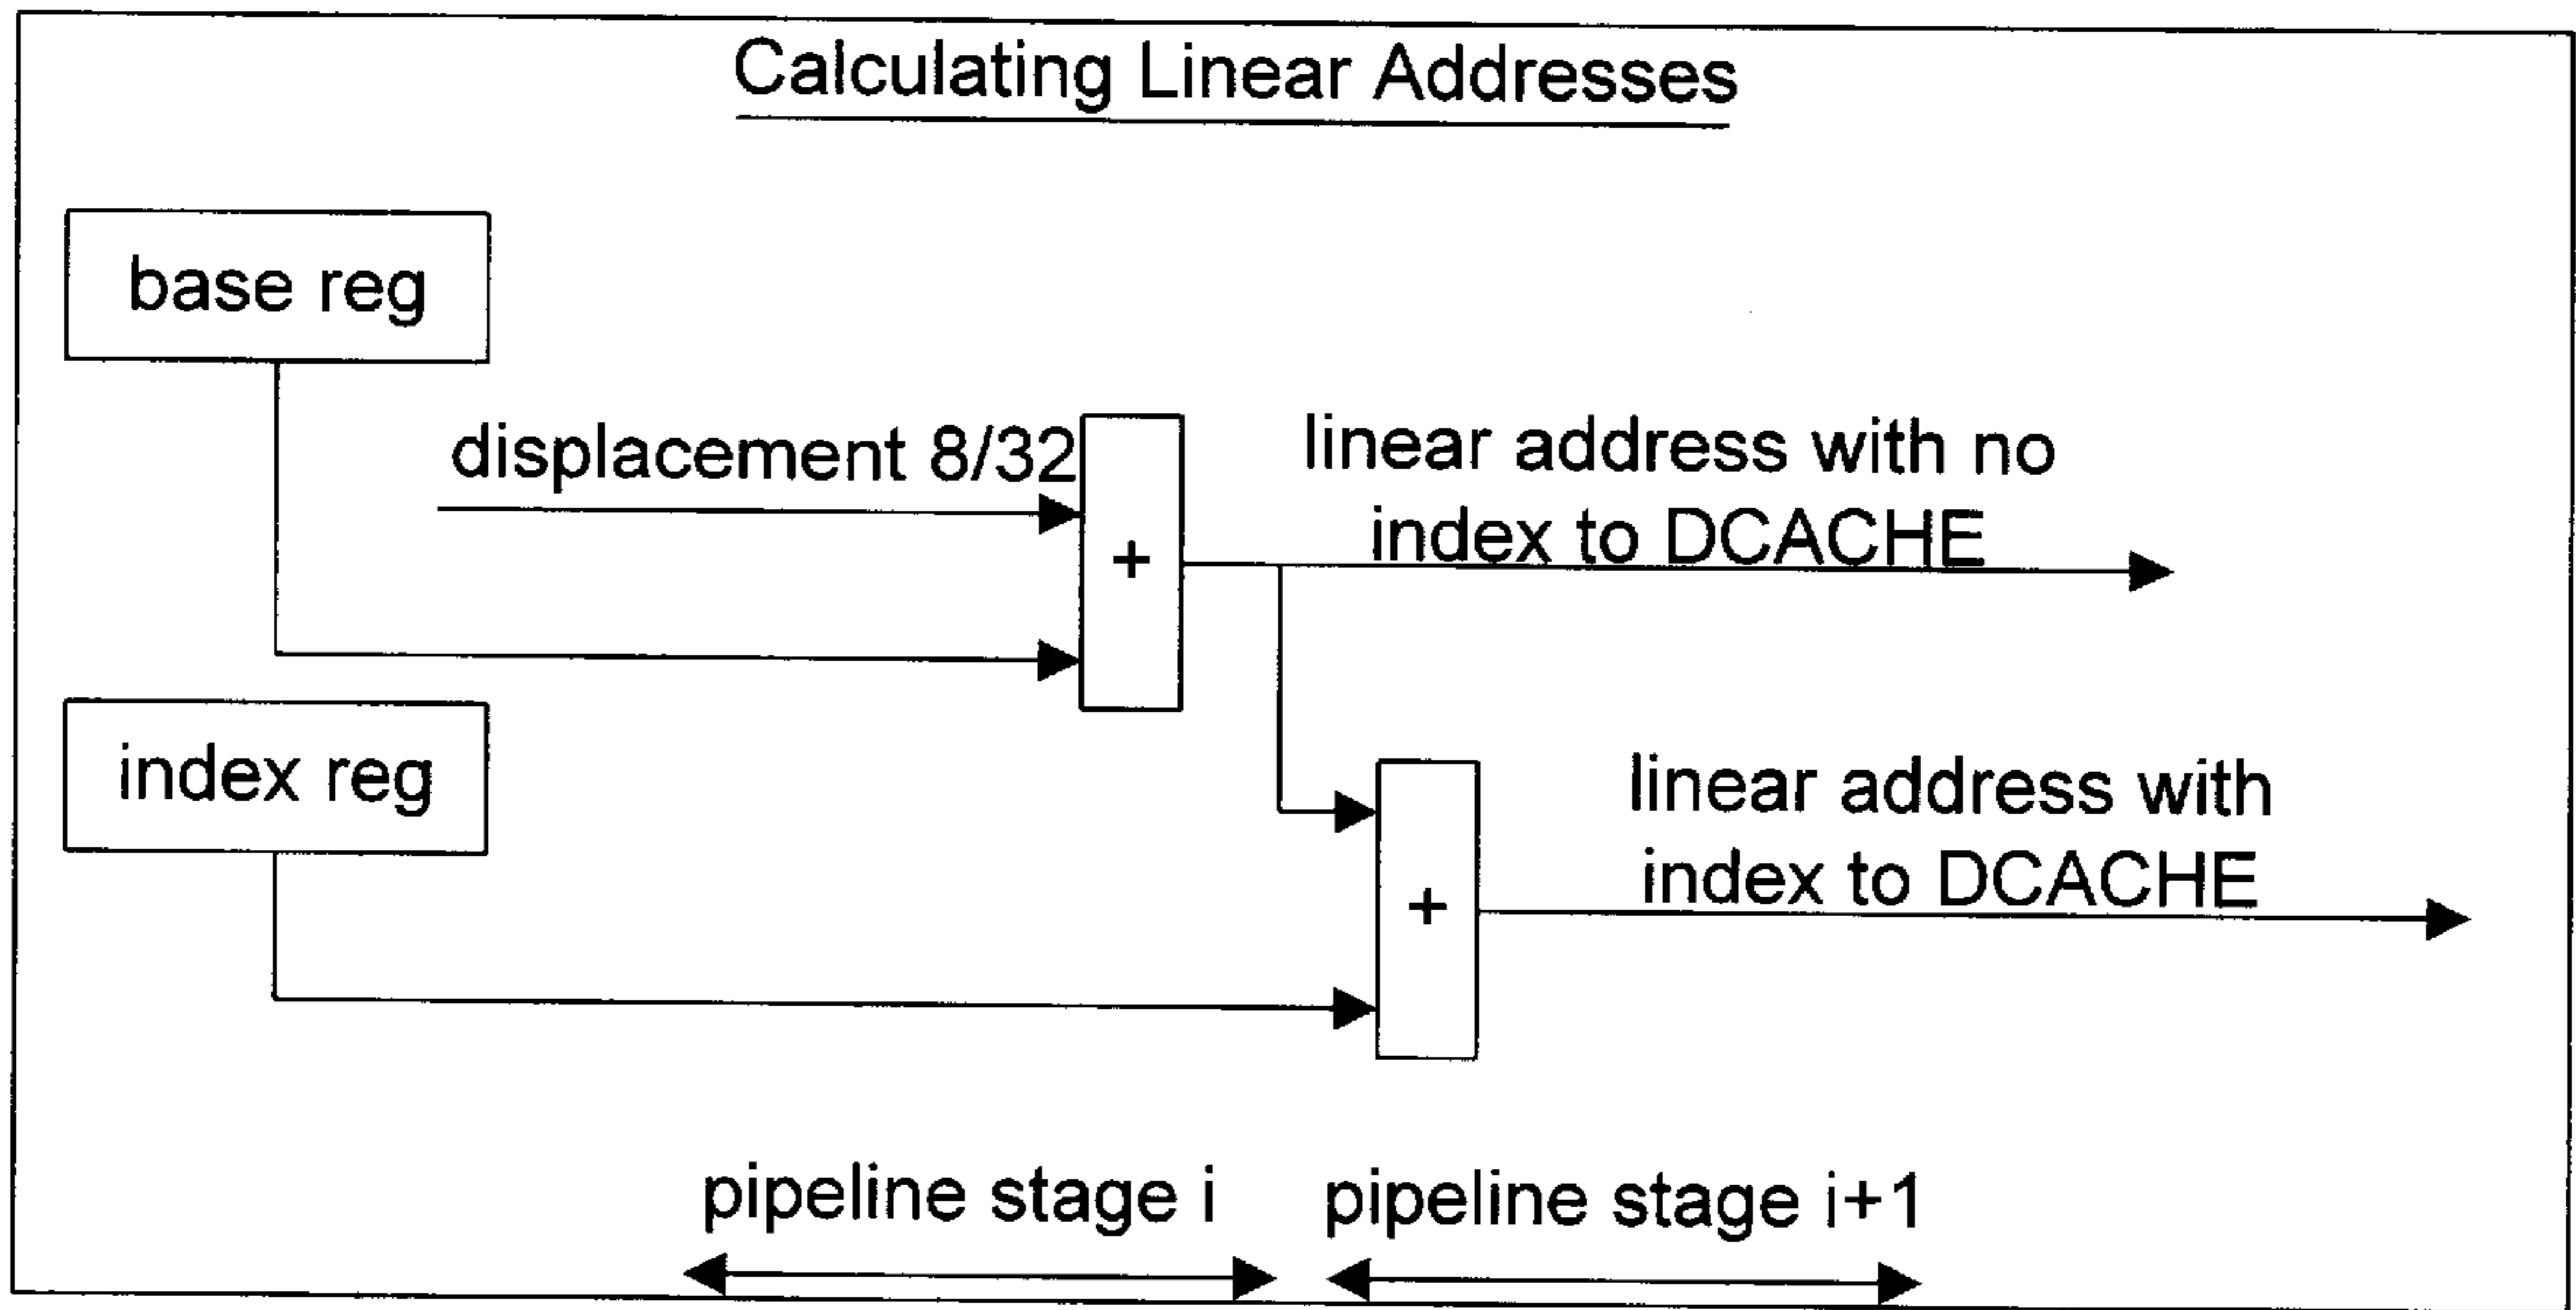 Calculating Linear Addresses
base reg
displacement 8/32
+
linear address with no
index to DCACHE
index reg
+
linear address with
index to DCACHE
pipeline stage i
pipeline stage i+1